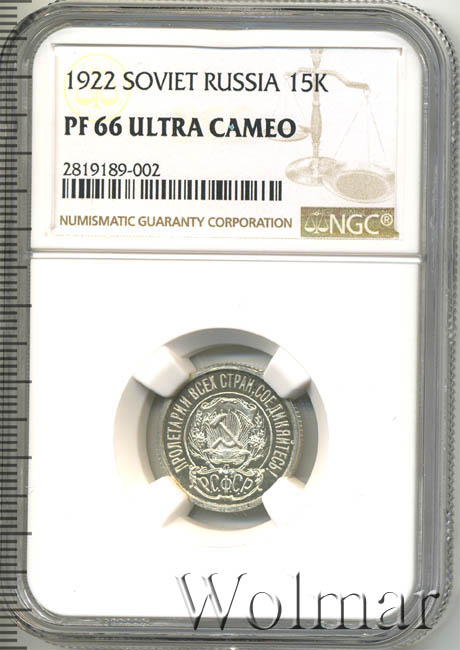 1922 SOVIET RUSSIA 15K
PF 66 ULTRA CAMEO
2819189-002
NUMISMATIC GUARANTY CORPORATION
NGC®
ПРОЛЕТАРИИ ВСЕХ СТРАН, СОЕДИНЯЙТЕСЬ!
Р.С.Ф.С.Р.
Wolmar